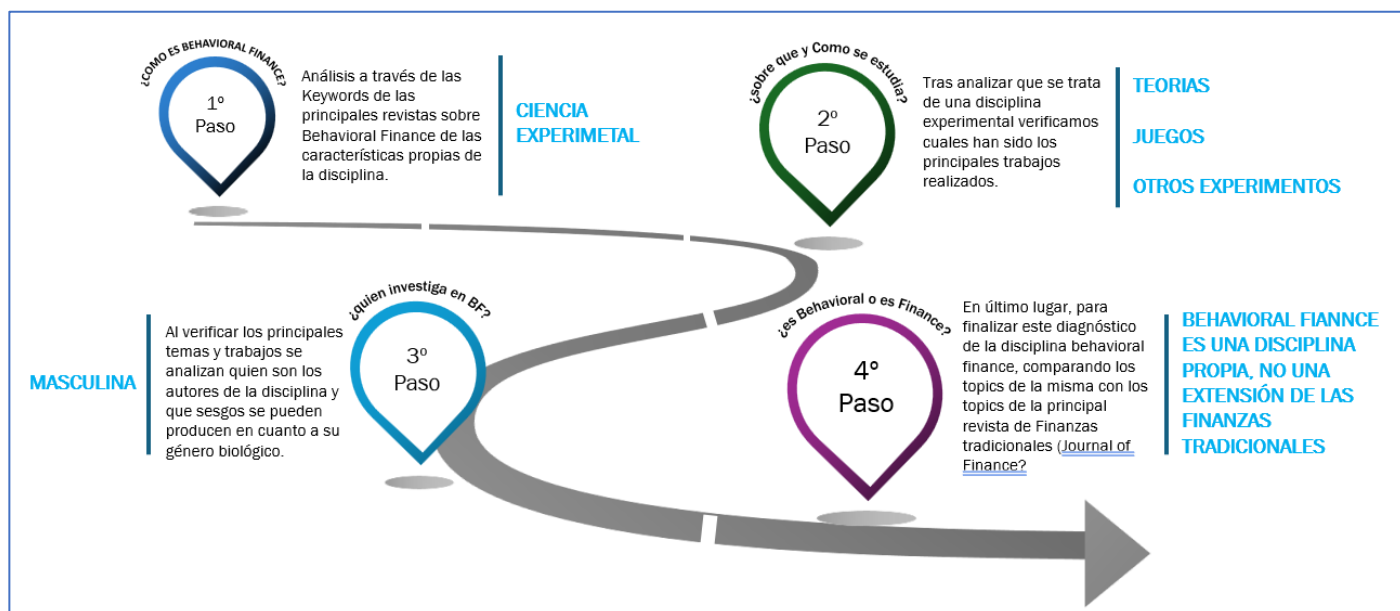 ¿COMO ES BEHAVIORAL FINANCE?
1º
Paso
Análisis a través de las
Keywords de las
principales revistas sobre
Behavioral Finance de las
características propias de
la disciplina.
CIENCIA
EXPERIMETAL
¿sobre que y Como se estudia?
2º
Paso
Tras analizar que se trata
de una disciplina
experimental verificamos
cuales han sido los
principales trabajos
realizados.
TEORIAS
JUEGOS
OTROS EXPERIMENTOS
¿quien investiga en BF?
3º
Paso
Al verificar los principales
temas y trabajos se
analizan quien son los
autores de la disciplina y
que sesgos se pueden
producen en cuanto a su
género biológico.
MASCULINA
¿es Behavioral o es Finance?
4º
Paso
En último lugar, para
finalizar este diagnóstico
de la disciplina behavioral
finance, comparando los
topics de la misma con los
topics de la principal
revista de Finanzas
tradicionales (Journal of
Finance?
BEHAVIORAL FIANNCE
ES UNA DISCIPLINA
PROPIA, NO UNA
EXTENSIÓN DE LAS
FINANZAS
TRADICIONALES